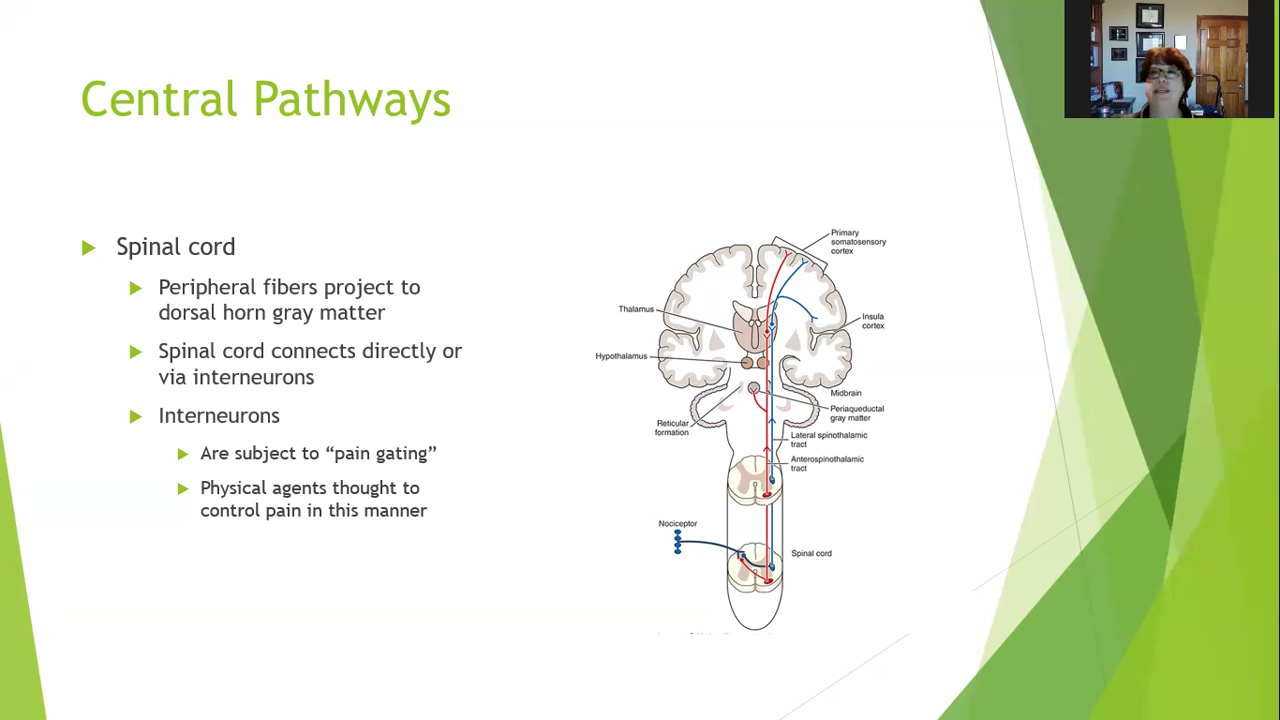 Central Pathways
Spinal cord
Peripheral fibers project to
dorsal horn gray matter
Spinal cord connects directly or
via interneurons
Interneurons
Are subject to “pain gating”
Physical agents thought to
control pain in this manner
Primary
somatosensory
cortex
Thalamus
Insula
cortex
Hypothalamus
Midbrain
Periaqueductal
gray matter
Reticular
formation
Lateral spinothalamic
tract
Anterospinothalamic
tract
Nociceptor
Spinal cord